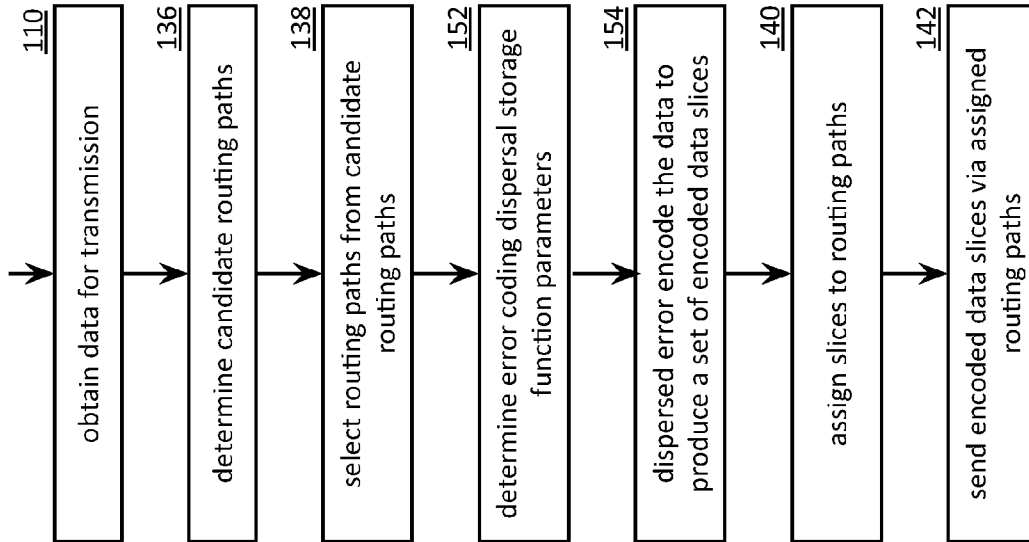 110
obtain data for transmission
136
determine candidate routing paths
138
select routing paths from candidate
routing paths
152
determine error coding dispersal storage
function parameters
154
dispersed error encode the data to
produce a set of encoded data slices
140
assign slices to routing paths
142
send encoded data slices via assigned
routing paths